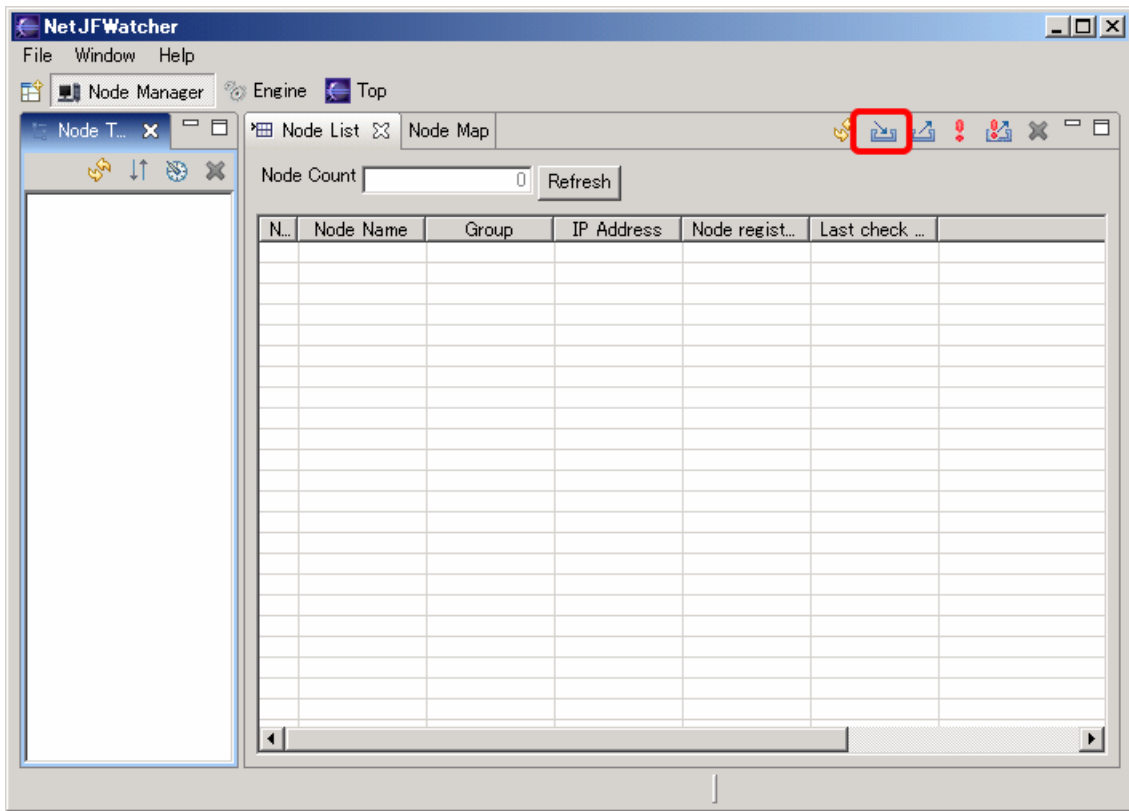 NetJFWatcher
File Window Help
Node Manager Engine Top
Node T... Node List Node Map
Node Count 0 Refresh
N... Node Name Group IP Address Node regist... Last check ...